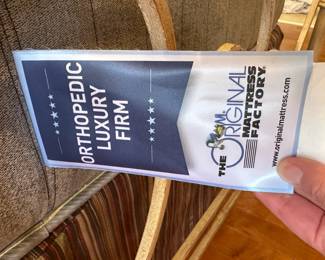 ORTHOPEDIC
LUXURY
FIRM
THE
ORIGINAL
MATTRESS
FACTORY
www.originalmattress.com